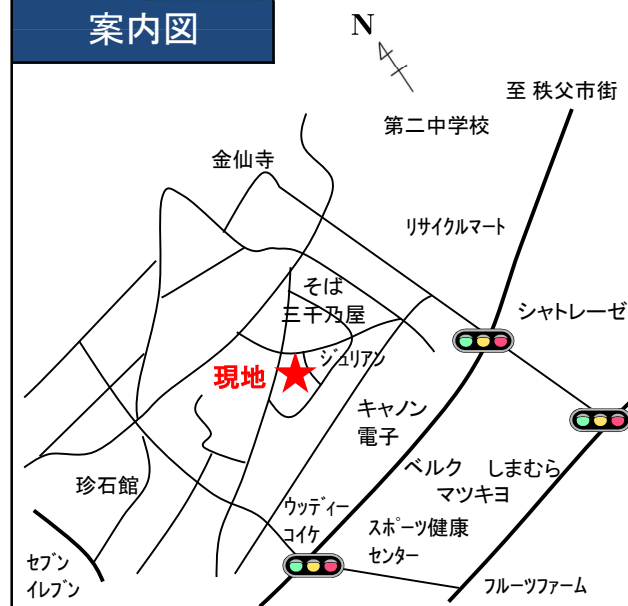 案内図
N
至 秩父市街
第二中学校
金仙寺
リサイクルマート
そば
三千乃屋
シャトレーゼ
ジュリアン
現地
キャノン
電子
ベルク しまむら
マツキヨ
珍石館
ウッディー
コイケ
スポーツ健康
センター
セブン
イレブン
フルーツファーム